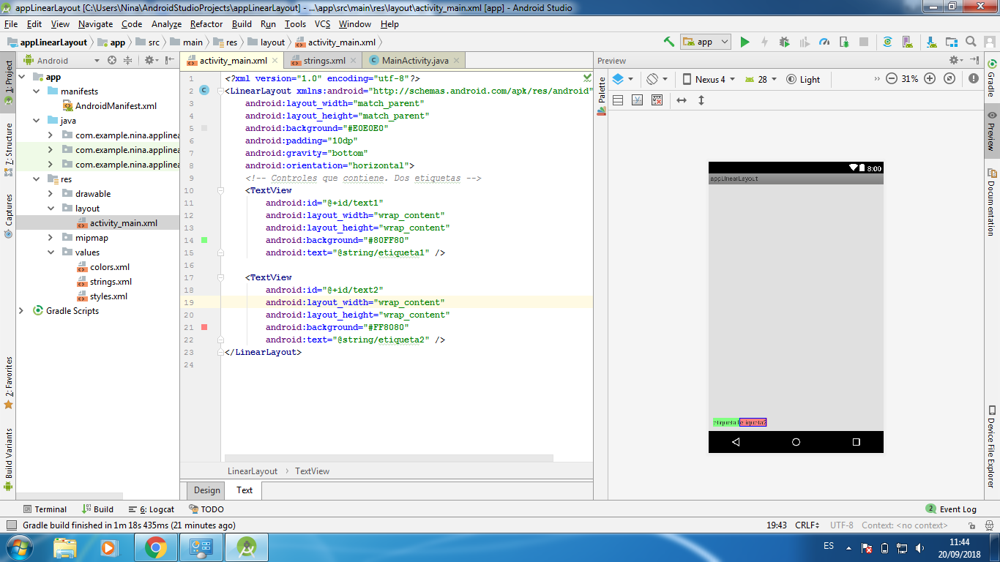 appLinearLayout [C:\Users\Nina\AndroidStudioProjects\appLinearLayout] - ...\app\src\main\res\layout\activity_main.xml [app] - Android Studio
File Edit View Navigate Code Analyze Refactor Build Run Tools VCS Window Help
appLinearLayout app src main res layout activity_main.xml app
Android
activity_main.xml strings.xml MainActivity.java
Preview
1: Project
7: Structure
Captures
2: Favorites
Build Variants
app
manifests
AndroidManifest.xml
java
com.example.nina.applinea
com.example.nina.applinea
com.example.nina.applinea
res
drawable
layout
activity_main.xml
mipmap
values
colors.xml
strings.xml
styles.xml
Gradle Scripts
1 <?xml version="1.0" encoding="utf-8"?>
2 <LinearLayout xmlns:android="http://schemas.android.com/apk/res/android"
3 android:layout_width="match_parent"
4 android:layout_height="match_parent"
5 android:background="#E0E0E0"
6 android:padding="10dp"
7 android:gravity="bottom"
8 android:orientation="horizontal">
9 <!-- Controles que contiene. Dos etiquetas -->
10 <TextView
11 android:id="@+id/text1"
12 android:layout_width="wrap_content"
13 android:layout_height="wrap_content"
14 android:background="#80FF80"
15 android:text="@string/etiqueta1" />
16
17 <TextView
18 android:id="@+id/text2"
19 android:layout_width="wrap_content"
20 android:layout_height="wrap_content"
21 android:background="#FF8080"
22 android:text="@string/etiqueta2" />
23 </LinearLayout>
24
LinearLayout › TextView
Design Text
Palette
Nexus 4 28 Light » 31% »
8:00
appLinearLayout
etiqueta1 etiqueta2
Gradle
Preview
Documentation
Device File Explorer
Terminal Build 6: Logcat TODO 2 Event Log
Gradle build finished in 1m 18s 435ms (21 minutes ago) 19:43 CRLF UTF-8 Context: <no context>
ES 11:44
20/09/2018